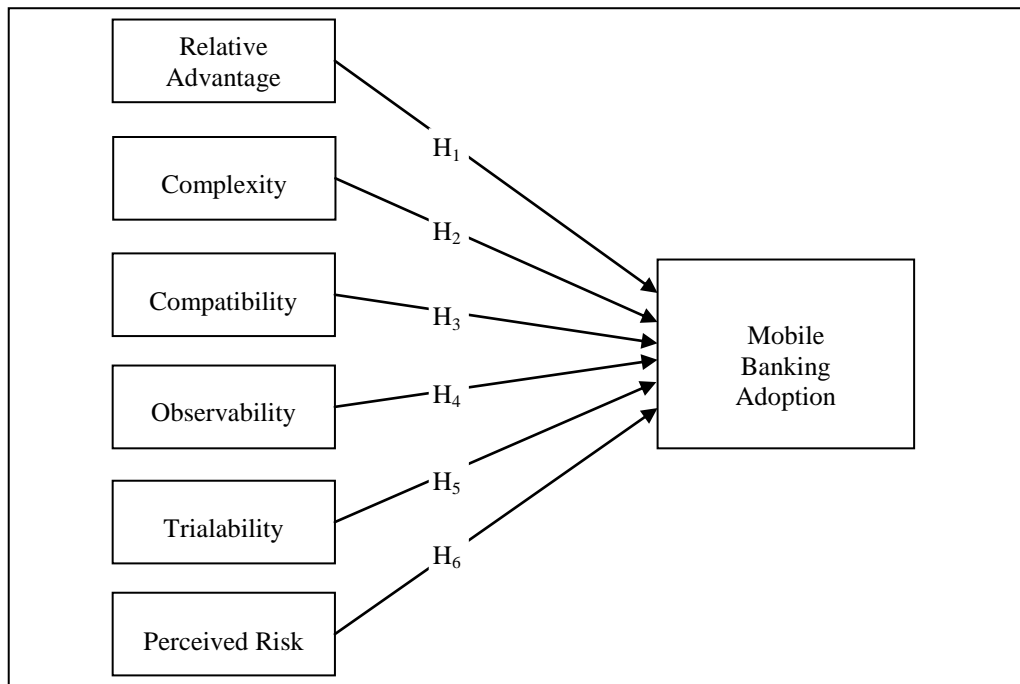 Relative
Advantage
H₁
Complexity
H₂
Compatibility
H₃
Mobile
Banking
Adoption
Observability
H₄
Trialability
H₅
Perceived Risk
H₆